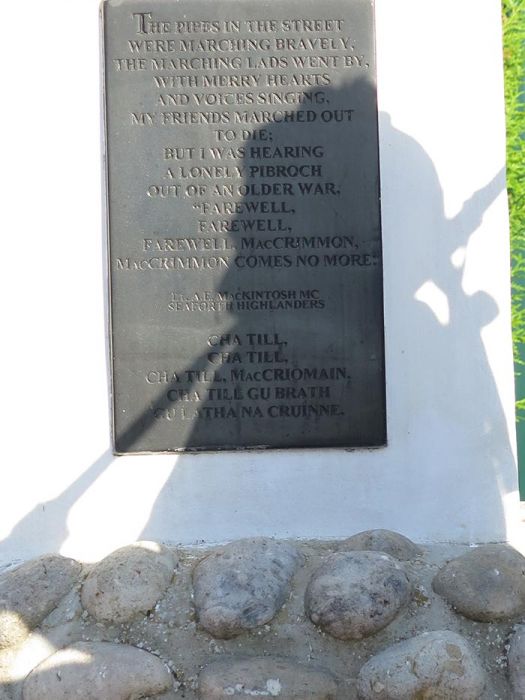 THE PIPES IN THE STREET
WERE MARCHING BRAVELY,
THE MARCHING LADS WENT BY,
WITH MERRY HEARTS
AND VOICES SINGING,
MY FRIENDS MARCHED OUT
TO DIE;
BUT I WAS HEARING
A LONELY PIBROCH
OUT OF AN OLDER WAR,
"FAREWELL,
FAREWELL,
FAREWELL, MACCRIMMON,
MACCRIMMON COMES NO MORE."
LT. A.E. MACKINTOSH MC
SEAFORTH HIGHLANDERS
CHA TILL,
CHA TILL,
CHA TILL, MACCRIOMAIN.
CHA TILL GU BRATH
GU LATHA NA CRUINNE.